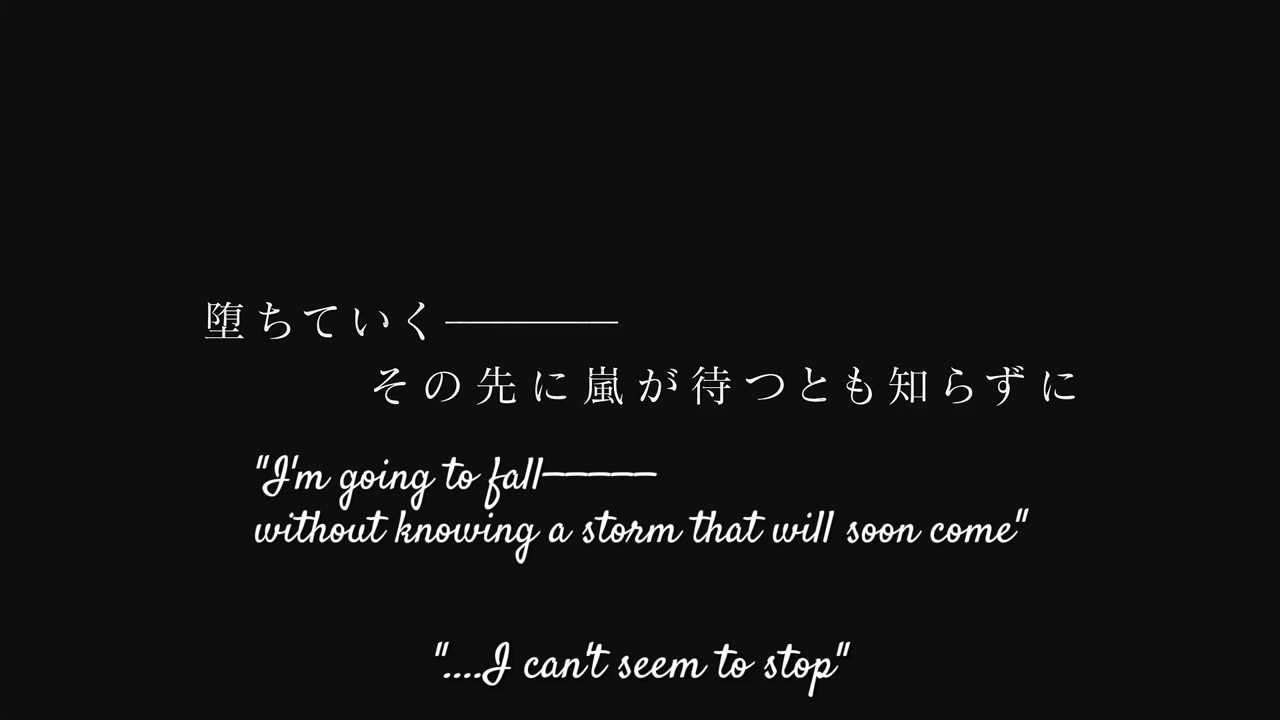 堕ちていく――――
その先に嵐が待つとも知らずに
"I'm going to fall-----
without knowing a storm that will soon come"
"....I can't seem to stop"